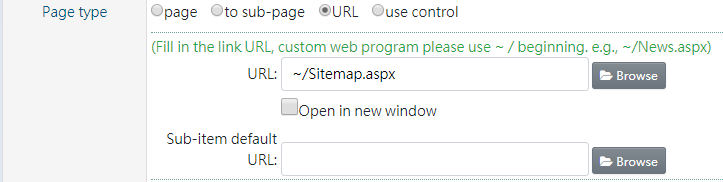 Page type page to sub-page URL use control
(Fill in the link URL, custom web program please use ~ / beginning. e.g., ~/News.aspx)
URL: ~/Sitemap.aspx Browse
Open in new window
Sub-item default
URL: Browse